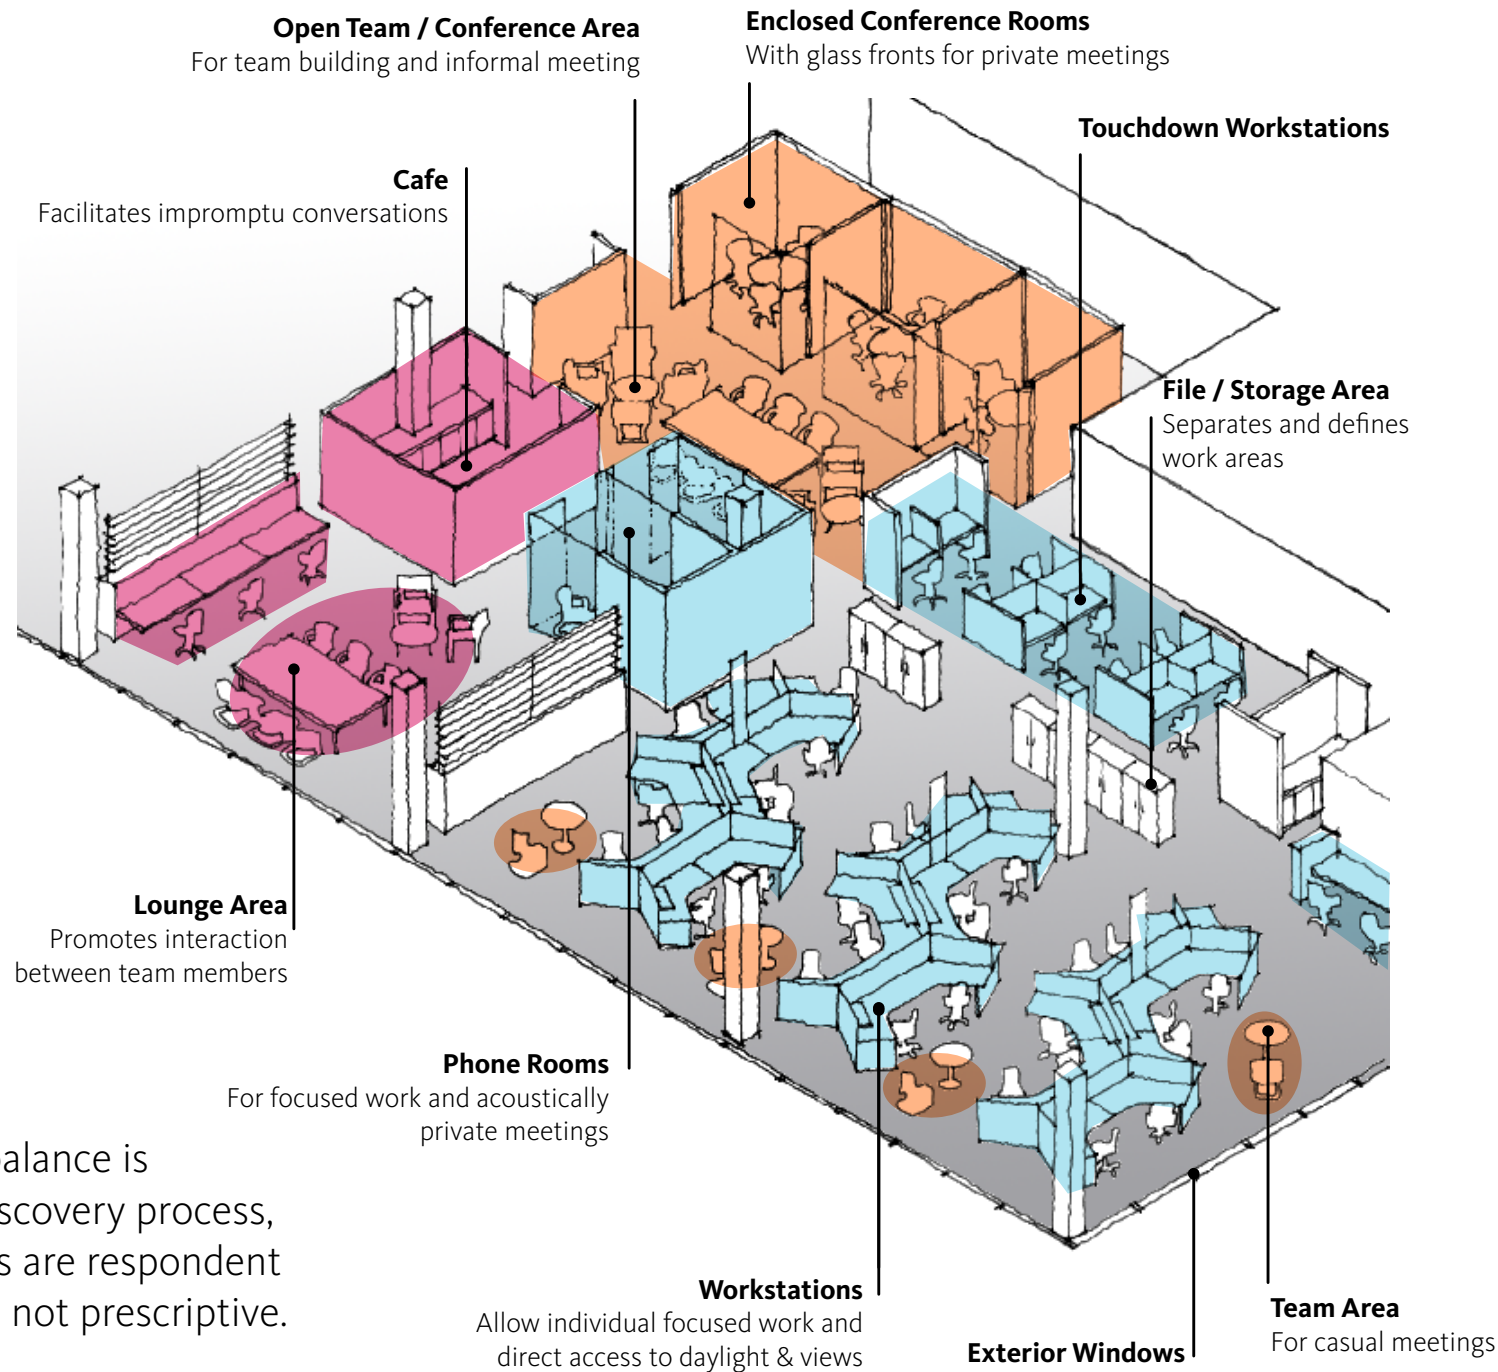 Open Team / Conference Area
For team building and informal meeting
Enclosed Conference Rooms
With glass fronts for private meetings
Touchdown Workstations
Cafe
Facilitates impromptu conversations
File / Storage Area
Separates and defines
work areas
Lounge Area
Promotes interaction
between team members
Phone Rooms
For focused work and acoustically
private meetings
balance is
scovery process,
s are respondent
not prescriptive.
Workstations
Allow individual focused work and
direct access to daylight & views
Exterior Windows
Team Area
For casual meetings